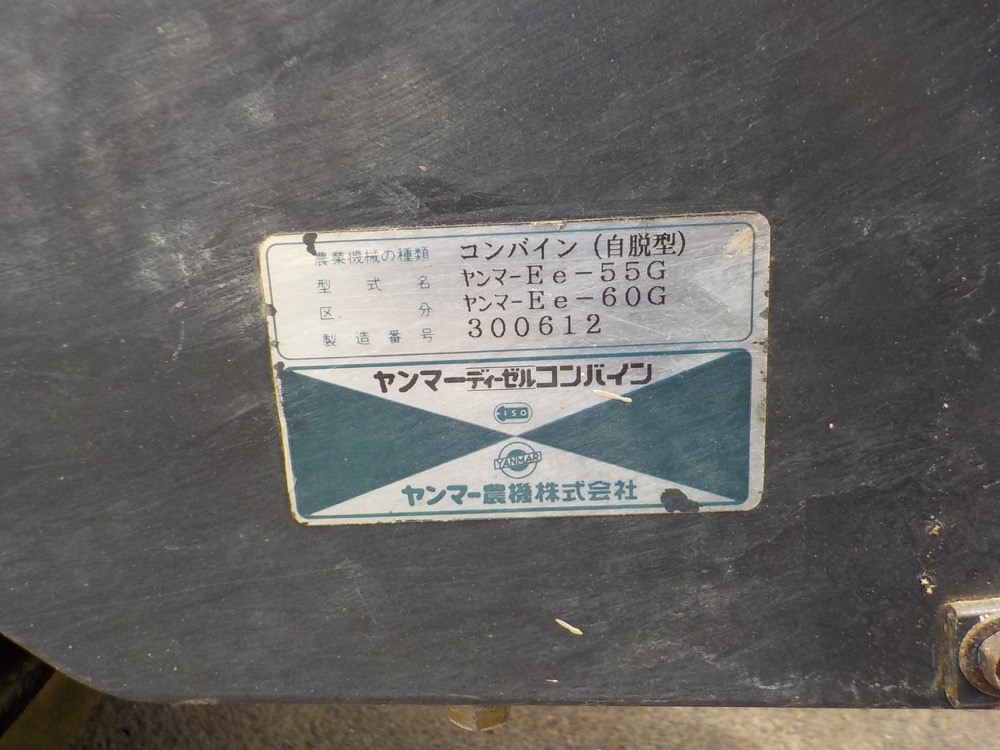 農業機械の種類 コンバイン (自脱型)
型式名 ヤンマーEe-55G
区分 ヤンマーEe-60G
製造番号 300612
ヤンマーディーゼルコンバイン
ISO
YANMAR
ヤンマー農機株式会社